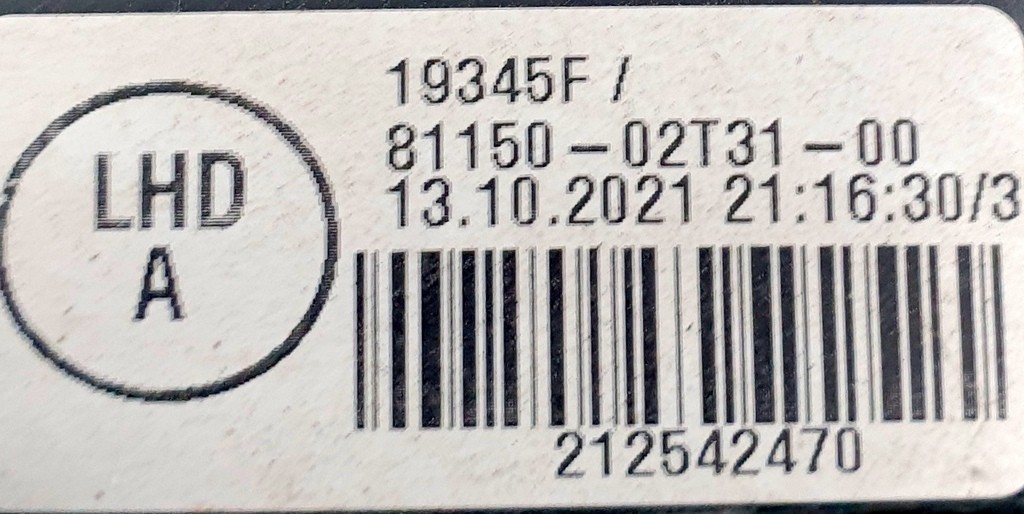 LHD
A
19345F /
81150-02T31-00
13.10.2021 21:16:30/3
212542470